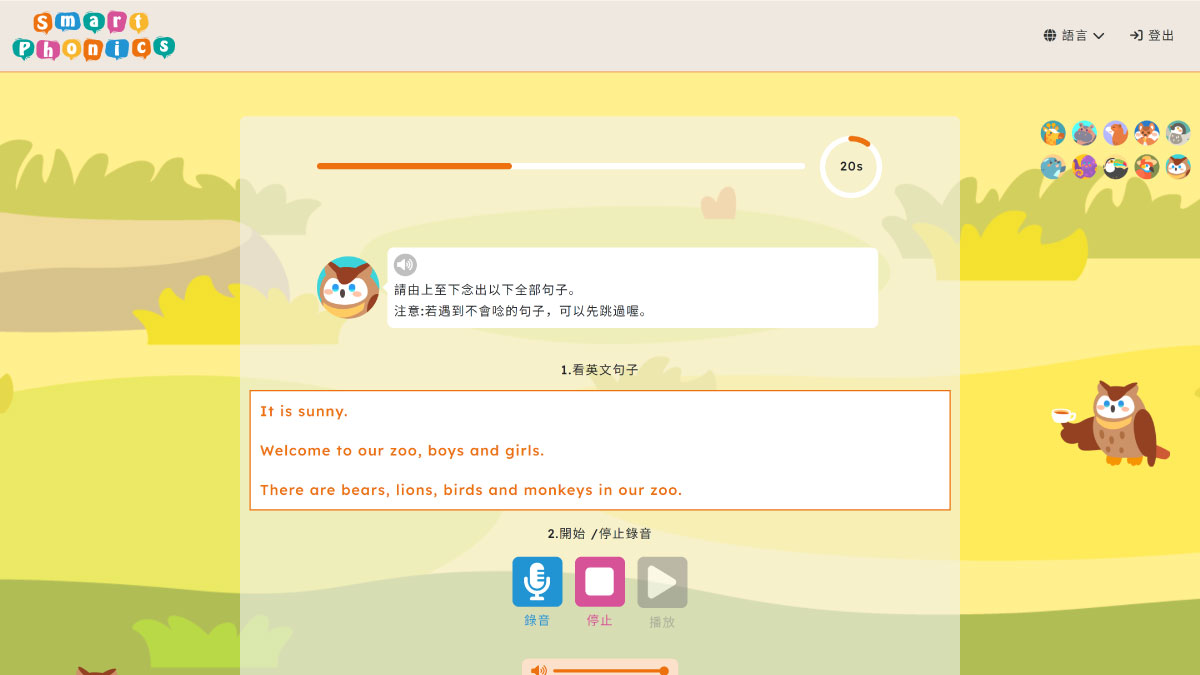 Smart
Phonics
語言
登出
20s
請由上至下念出以下全部句子。
注意:若遇到不會唸的句子，可以先跳過喔。
1.看英文句子
It is sunny.
Welcome to our zoo, boys and girls.
There are bears, lions, birds and monkeys in our zoo.
2.開始 /停止錄音
錄音
停止
播放